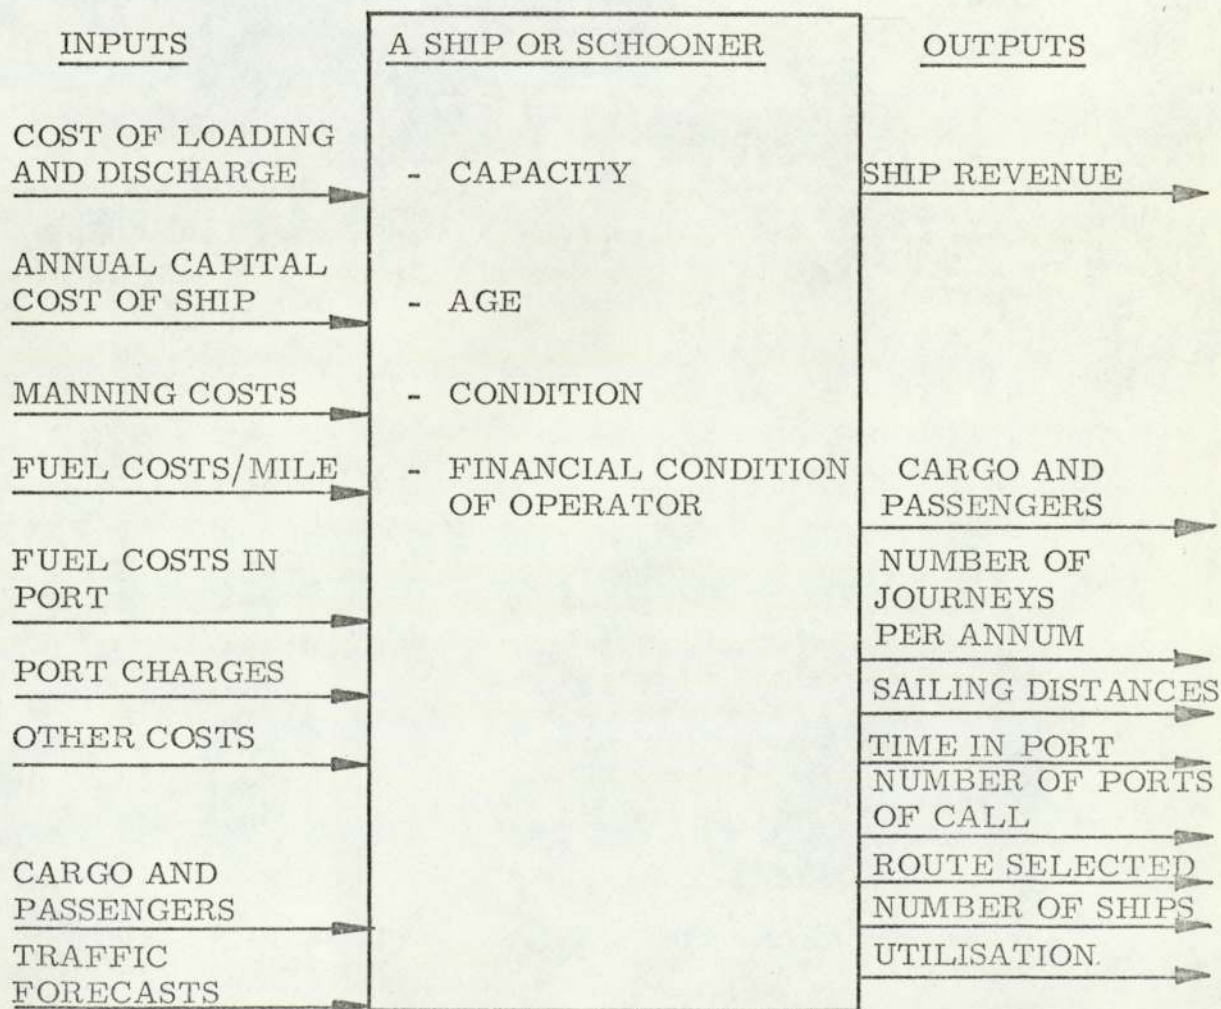 INPUTS
COST OF LOADING
AND DISCHARGE
ANNUAL CAPITAL
COST OF SHIP
MANNING COSTS
FUEL COSTS/MILE
FUEL COSTS IN
PORT
PORT CHARGES
OTHER COSTS
CARGO AND
PASSENGERS
TRAFFIC
FORECASTS
A SHIP OR SCHOONER
- CAPACITY
- AGE
- CONDITION
- FINANCIAL CONDITION
OF OPERATOR
OUTPUTS
SHIP REVENUE
CARGO AND
PASSENGERS
NUMBER OF
JOURNEYS
PER ANNUM
SAILING DISTANCES
TIME IN PORT
NUMBER OF PORTS
OF CALL
ROUTE SELECTED
NUMBER OF SHIPS
UTILISATION.